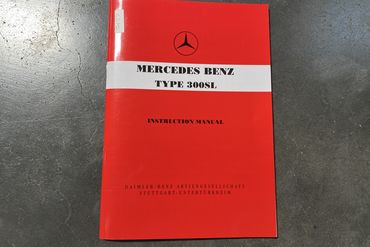 MERCEDES BENZ
TYPE 300SL
INSTRUCTION MANUAL
DAIMLER-BENZ AKTIENGESELLSCHAFT
STUTTGART-UNTERTÜRKHEIM